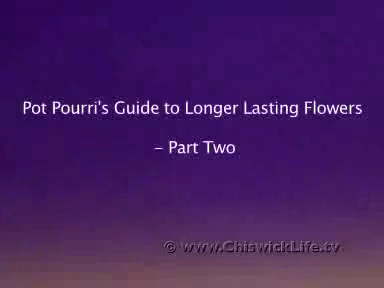 Pot Pourri's Guide to Longer Lasting Flowers
- Part Two
© www.ChiswickLife.tv